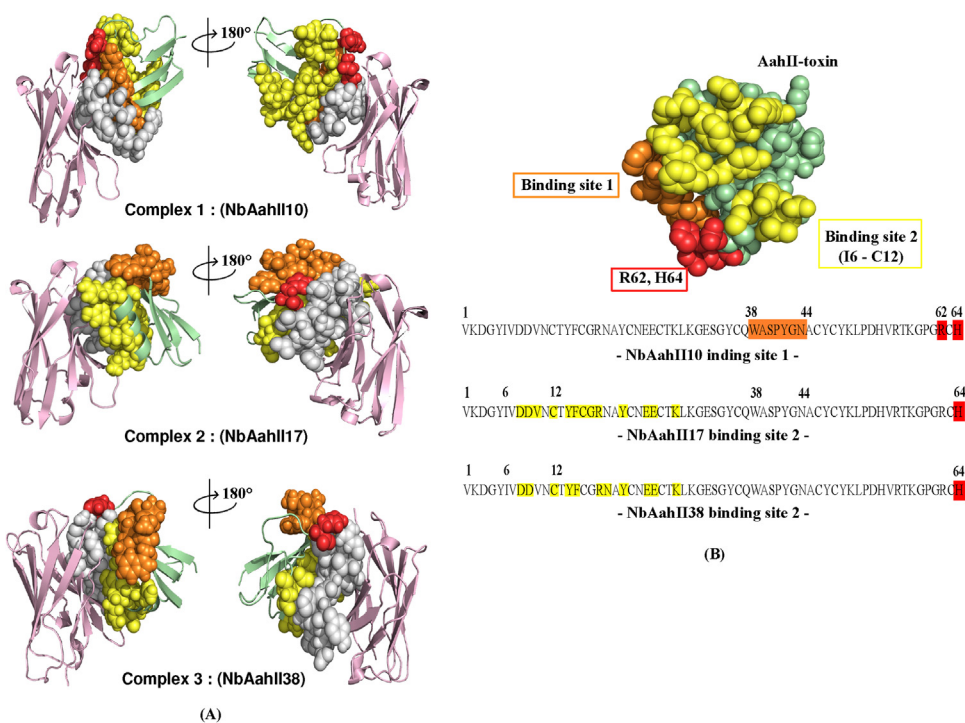 180°
Complex 1 : (NbAahII10)
180°
Complex 2 : (NbAahII17)
180°
Complex 3 : (NbAahII38)
(A)
AahII-toxin
Binding site 1
Binding site 2
(I6 - C12)
R62, H64
1 38 44 62 64
VKDGYIVDDVNCTYFCGRNAYCNEECTKLKGESGYCQWASPYGNACYCYKLPDHVRTKGPGRCH
- NbAahII10 inding site 1 -
1 6 12 38 44 64
VKDGYIVDDVNCTYFCGRNAYCNEECTKLKGESGYCQWASPYGNACYCYKLPDHVRTKGPGRCH
- NbAahII17 binding site 2 -
1 6 12 64
VKDGYIVDDVNCTYFCGRNAYCNEECTKLKGESGYCQWASPYGNACYCYKLPDHVRTKGPGRCH
- NbAahII38 binding site 2 -
(B)